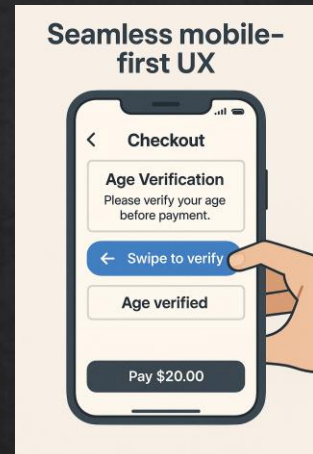 Seamless mobile-
first UX
Checkout
Age Verification
Please verify your age
before payment.
Swipe to verify
Age verified
Pay $20.00